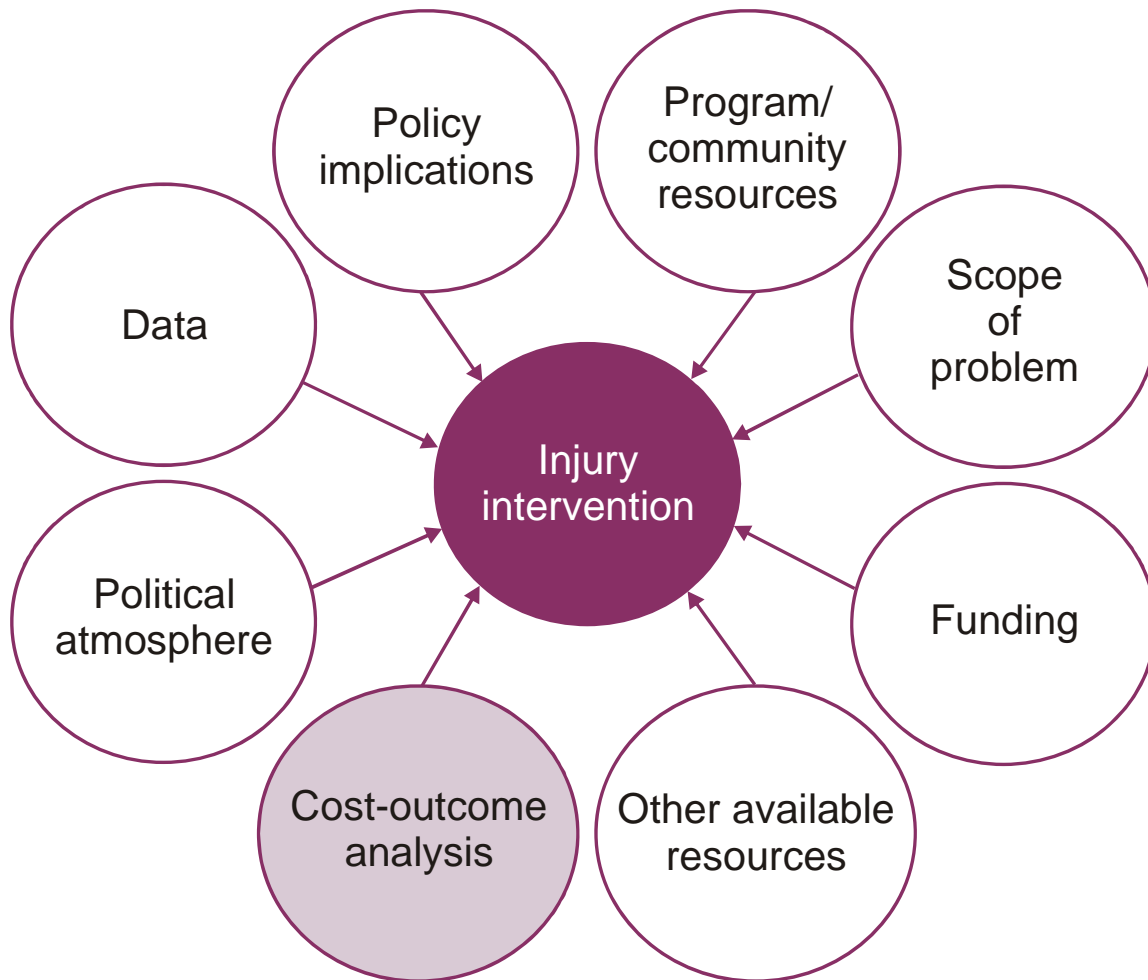 Policy
implications
Program/
community
resources
Data
Scope
of
problem
Injury
intervention
Political
atmosphere
Funding
Cost-outcome
analysis
Other available
resources